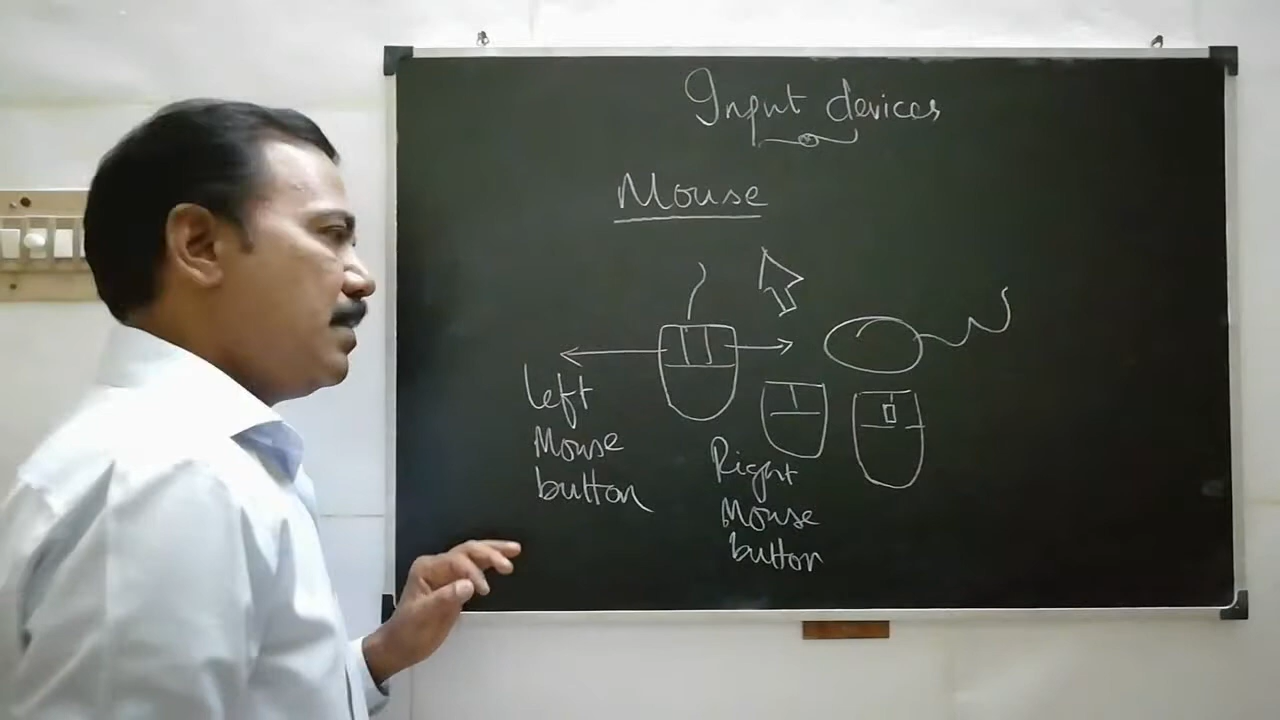 Input devices
Mouse
Left
Mouse
button
Right
Mouse
button